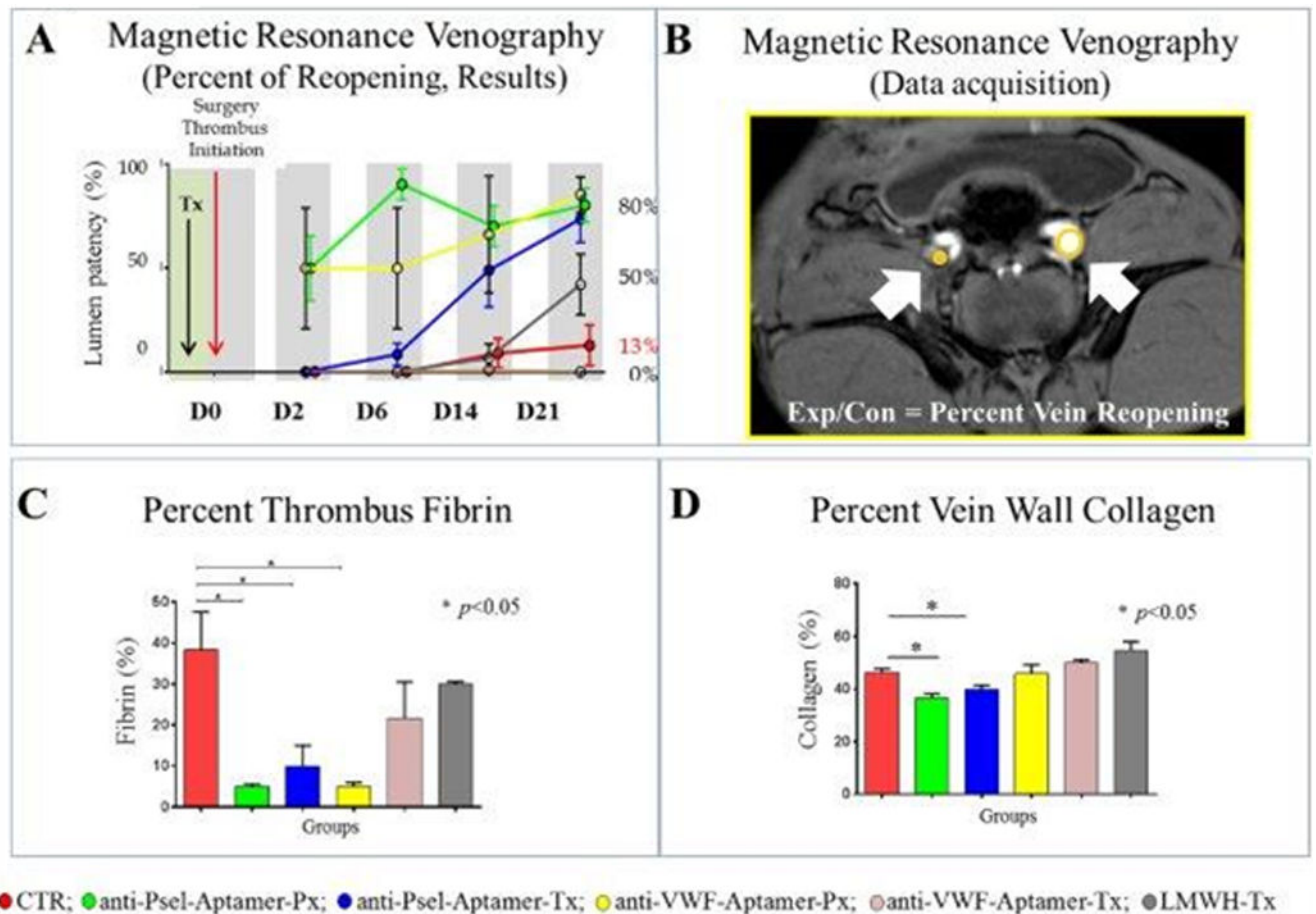 A
Magnetic Resonance Venography
(Percent of Reopening, Results)
Surgery
Thrombus
Initiation
Lumen patency (%)
100
50
0
Tx
80%
50%
13%
0%
D0 D2 D6 D14 D21
B
Magnetic Resonance Venography
(Data acquisition)
Exp/Con = Percent Vein Reopening
C
Percent Thrombus Fibrin
* p<0.05
Fibrin (%)
50
40
30
20
10
0
* * *
Groups
D
Percent Vein Wall Collagen
* p<0.05
Collagen (%)
80
60
40
20
0
* *
Groups
CTR; anti-Psel-Aptamer-Px; anti-Psel-Aptamer-Tx; anti-VWF-Aptamer-Px; anti-VWF-Aptamer-Tx; LMWH-Tx